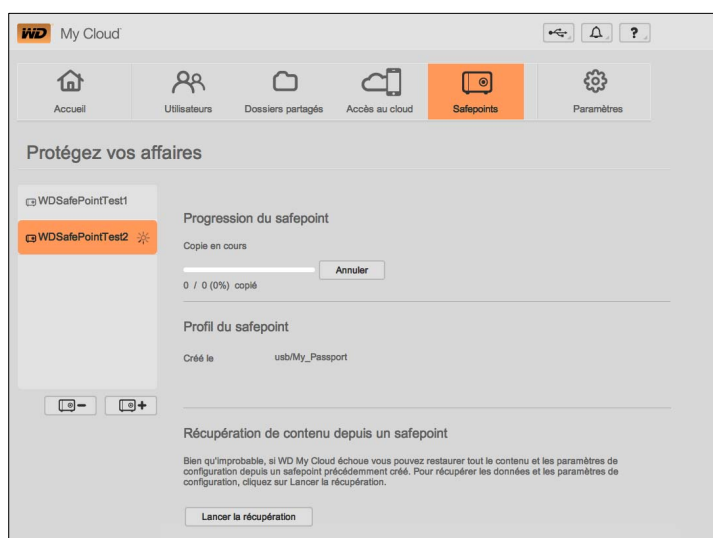 WD My Cloud
?
Accueil
Utilisateurs
Dossiers partagés
Accès au cloud
Safepoints
Paramètres
Protégez vos affaires
WDSafePointTest1
WDSafePointTest2
Progression du safepoint
Copie en cours
Annuler
0 / 0 (0%) copié
Profil du safepoint
Créé le usb/My_Passport
Récupération de contenu depuis un safepoint
Bien qu'improbable, si WD My Cloud échoue vous pouvez restaurer tout le contenu et les paramètres de
configuration depuis un safepoint précédemment créé. Pour récupérer les données et les paramètres de
configuration, cliquez sur Lancer la récupération.
Lancer la récupération